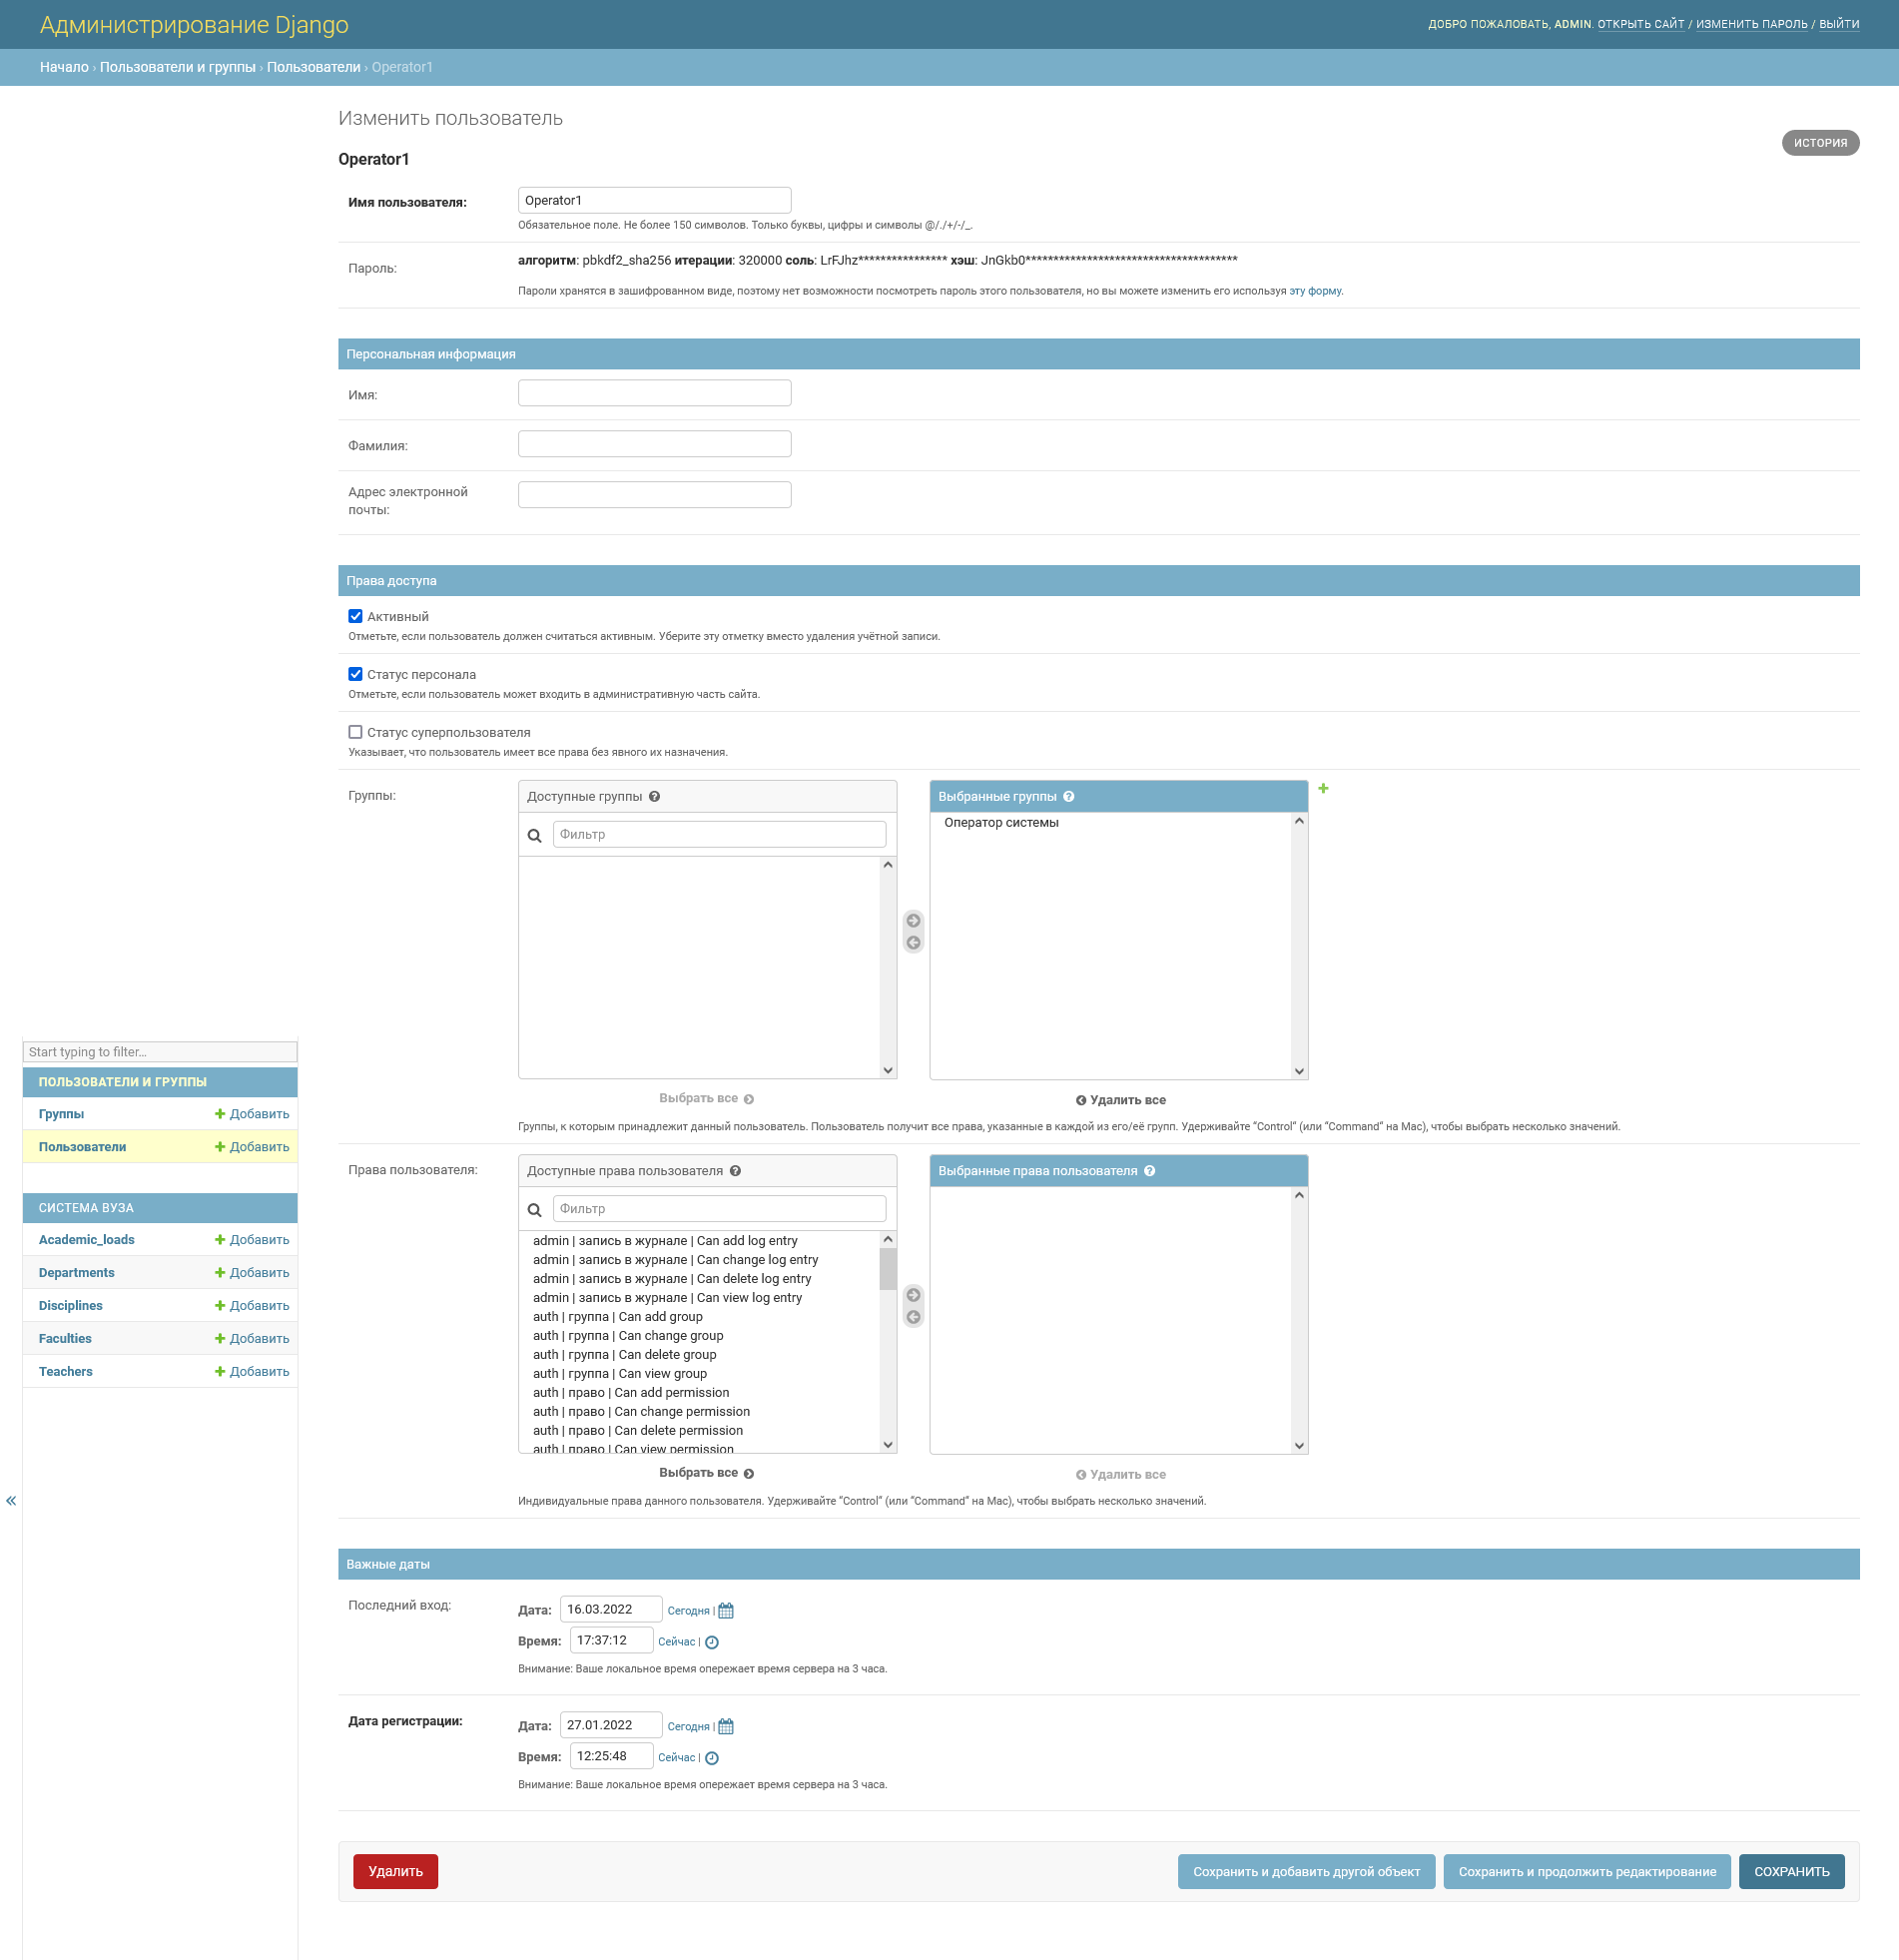 Администрирование Django
ДОБРО ПОЖАЛОВАТЬ, ADMIN. ОТКРЫТЬ САЙТ / ИЗМЕНИТЬ ПАРОЛЬ / ВЫЙТИ
Начало › Пользователи и группы › Пользователи › Operator1
Изменить пользователь
ИСТОРИЯ
Operator1
Имя пользователя: Operator1
Обязательное поле. Не более 150 символов. Только буквы, цифры и символы @/./+/-/_.
Пароль: алгоритм: pbkdf2_sha256 итерации: 320000 соль: LrFJhz**************** хэш: JnGkb0**************************************
Пароли хранятся в зашифрованном виде, поэтому нет возможности посмотреть пароль этого пользователя, но вы можете изменить его используя эту форму.
Персональная информация
Имя:
Фамилия:
Адрес электронной
почты:
Права доступа
Активный
Отметьте, если пользователь должен считаться активным. Уберите эту отметку вместо удаления учётной записи.
Статус персонала
Отметьте, если пользователь может входить в административную часть сайта.
Статус суперпользователя
Указывает, что пользователь имеет все права без явного их назначения.
Группы:
Доступные группы
Фильтр
Выбрать все
Выбранные группы
Оператор системы
Удалить все
Группы, к которым принадлежит данный пользователь. Пользователь получит все права, указанные в каждой из его/её групп. Удерживайте “Control“ (или “Command“ на Mac), чтобы выбрать несколько значений.
Права пользователя:
Доступные права пользователя
Фильтр
admin | запись в журнале | Can add log entry
admin | запись в журнале | Can change log entry
admin | запись в журнале | Can delete log entry
admin | запись в журнале | Can view log entry
auth | группа | Can add group
auth | группа | Can change group
auth | группа | Can delete group
auth | группа | Can view group
auth | право | Can add permission
auth | право | Can change permission
auth | право | Can delete permission
auth | право | Can view permission
Выбрать все
Выбранные права пользователя
Удалить все
Индивидуальные права данного пользователя. Удерживайте “Control“ (или “Command“ на Mac), чтобы выбрать несколько значений.
Start typing to filter...
ПОЛЬЗОВАТЕЛИ И ГРУППЫ
Группы Добавить
Пользователи Добавить
СИСТЕМА ВУЗА
Academic_loads Добавить
Departments Добавить
Disciplines Добавить
Faculties Добавить
Teachers Добавить
«
Важные даты
Последний вход:
Дата: 16.03.2022 Сегодня |
Время: 17:37:12 Сейчас |
Внимание: Ваше локальное время опережает время сервера на 3 часа.
Дата регистрации:
Дата: 27.01.2022 Сегодня |
Время: 12:25:48 Сейчас |
Внимание: Ваше локальное время опережает время сервера на 3 часа.
Удалить
Сохранить и добавить другой объект
Сохранить и продолжить редактирование
СОХРАНИТЬ